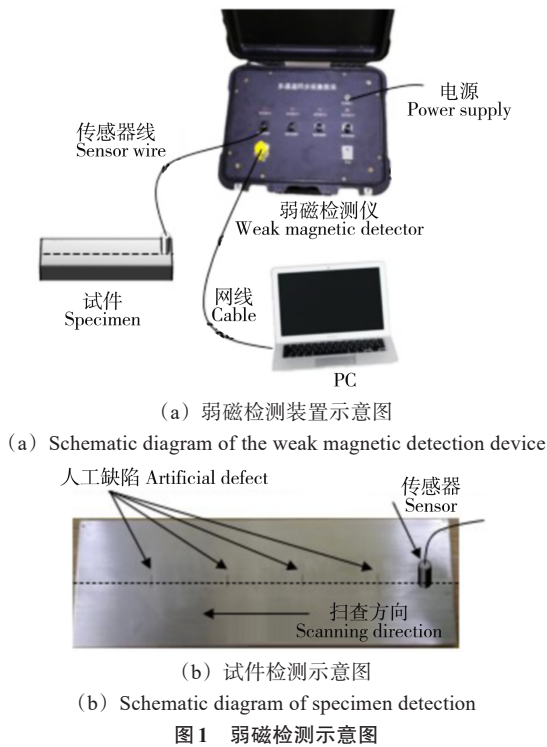 电源
Power supply
传感器线
Sensor wire
弱磁检测仪
Weak magnetic detector
试件
Specimen
网线
Cable
PC
（a）弱磁检测装置示意图
（a）Schematic diagram of the weak magnetic detection device
人工缺陷 Artificial defect
传感器
Sensor
扫查方向
Scanning direction
（b）试件检测示意图
（b）Schematic diagram of specimen detection
图1 弱磁检测示意图